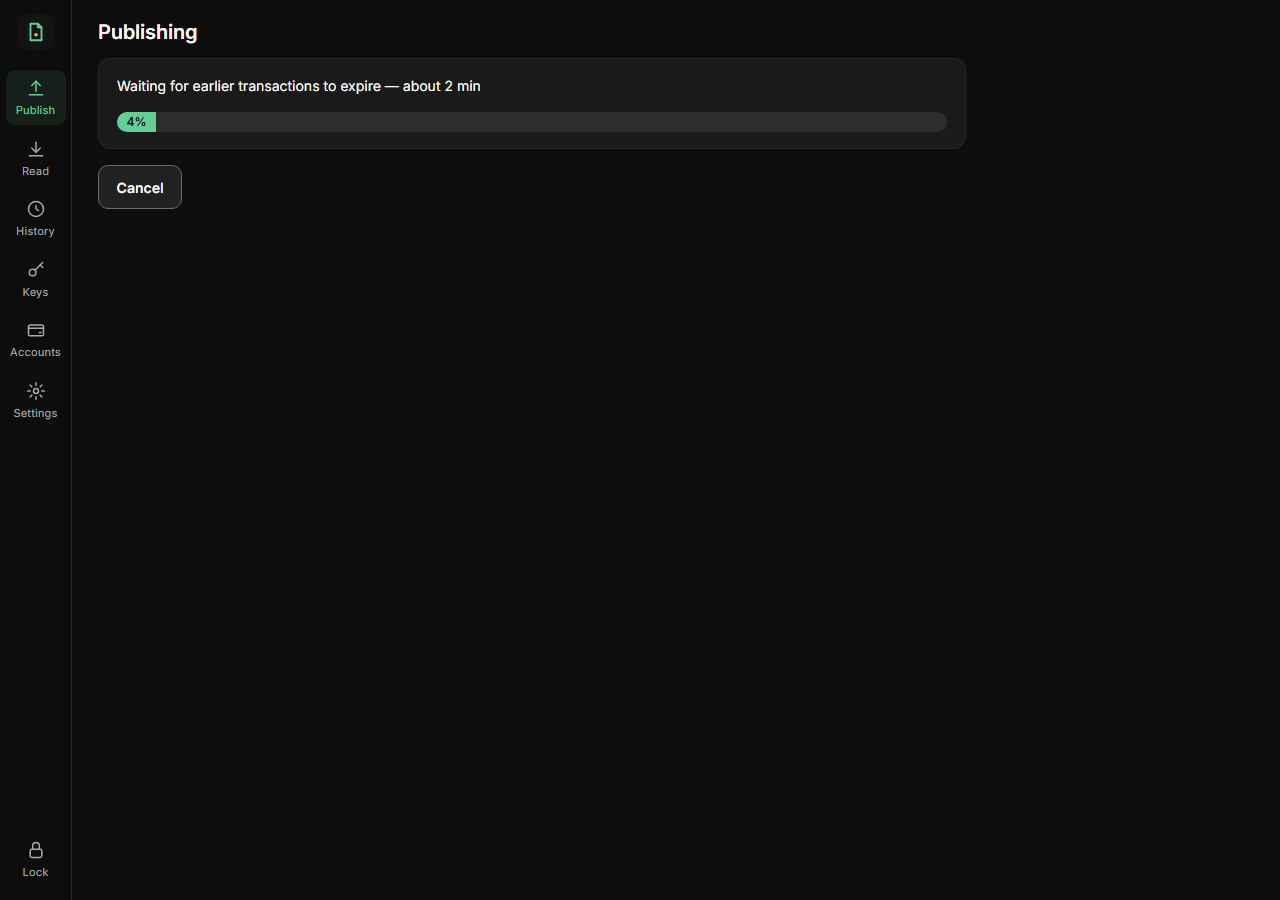 Publishing
Waiting for earlier transactions to expire — about 2 min
4%
Cancel
Publish
Read
History
Keys
Accounts
Settings
Lock